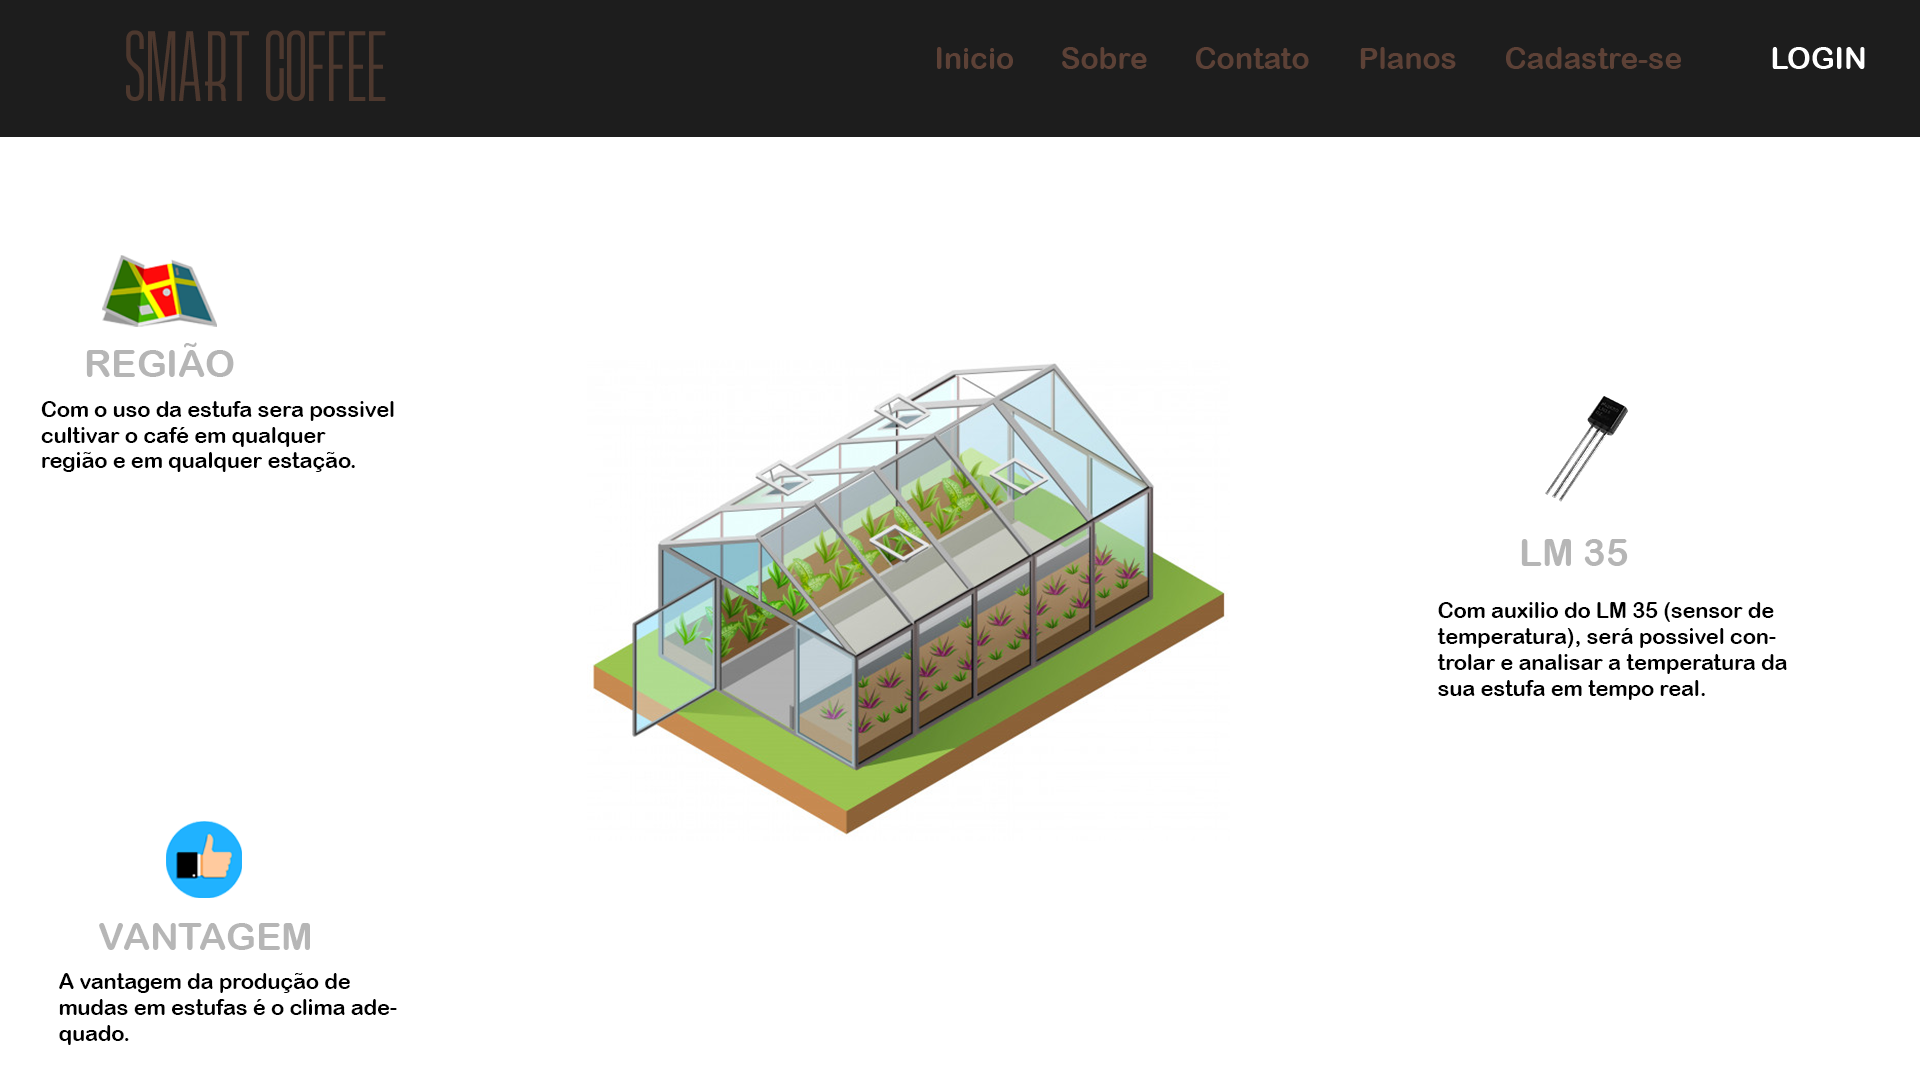 SMART COFFEE
Inicio Sobre Contato Planos Cadastre-se LOGIN
REGIÃO
Com o uso da estufa sera possivel
cultivar o café em qualquer
região e em qualquer estação.
LM 35
Com auxilio do LM 35 (sensor de
temperatura), será possivel con-
trolar e analisar a temperatura da
sua estufa em tempo real.
VANTAGEM
A vantagem da produção de
mudas em estufas é o clima ade-
quado.